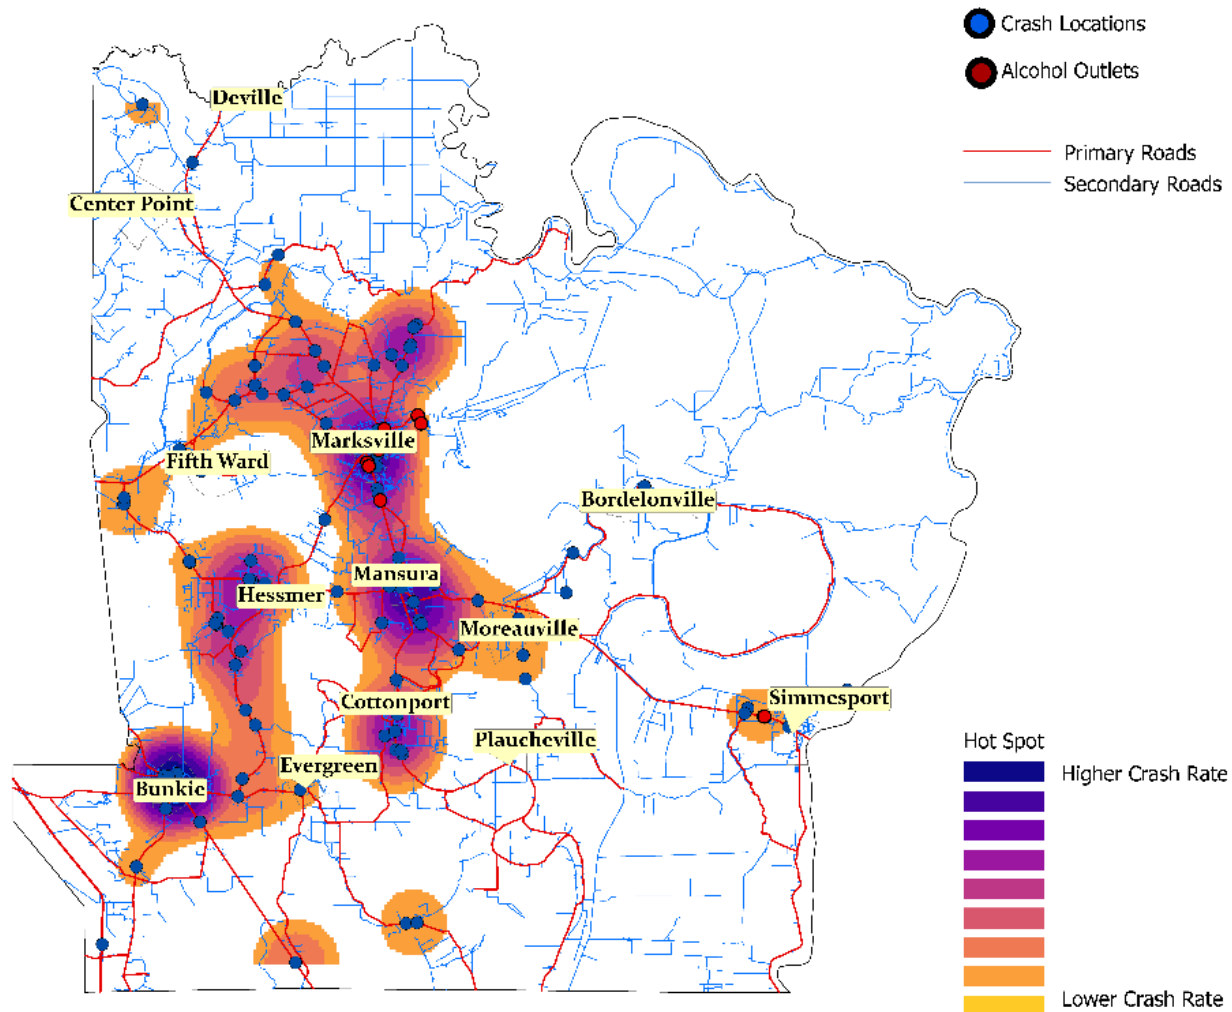 Crash Locations
Alcohol Outlets
Primary Roads
Secondary Roads
Deville
Center Point
Marksville
Fifth Ward
Bordelonville
Mansura
Hessmer
Moreauville
Simmesport
Cottonport
Plaucheville
Evergreen
Bunkie
Hot Spot
Higher Crash Rate
Lower Crash Rate